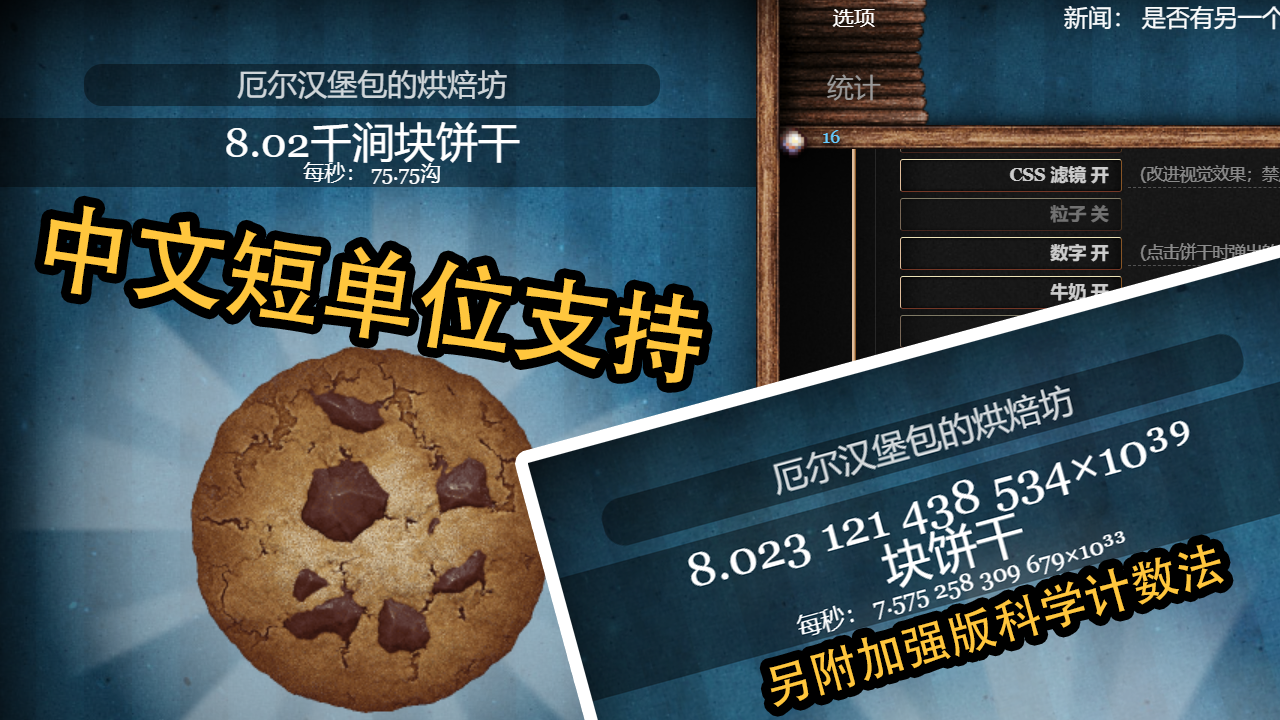 选项
新闻： 是否有另一个
厄尔汉堡包的烘焙坊
统计
8.02千涧块饼干
每秒： 75.75沟
16
CSS 滤镜 开
(改进视觉效果；禁
粒子 关
数字 开
(点击饼干时弹出
牛奶 开
中文短单位支持
厄尔汉堡包的烘焙坊
8.023 121 438 534×10³⁹
块饼干
每秒： 7.575 258 309 679×10³³
另附加强版科学计数法